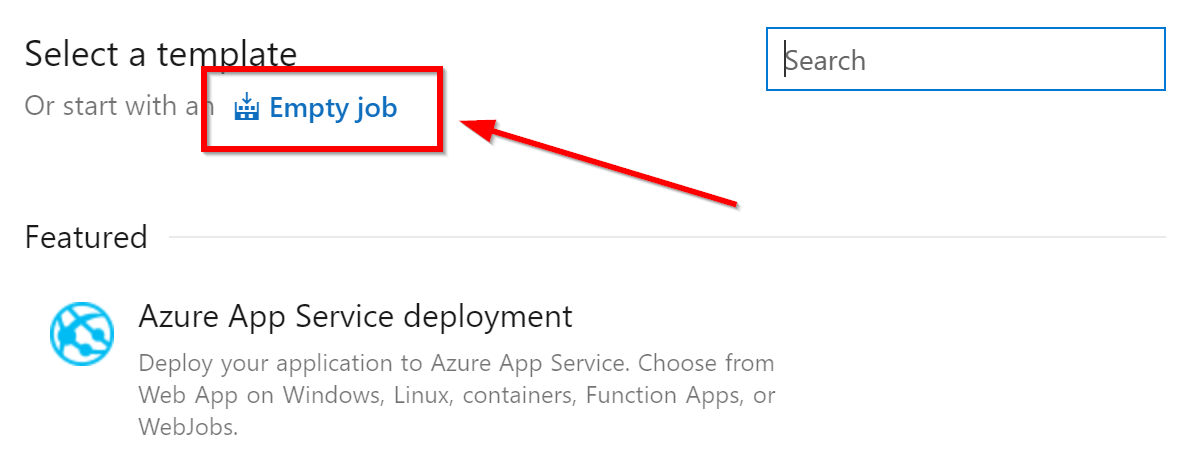 Select a template
Search
Or start with an Empty job
Featured
Azure App Service deployment
Deploy your application to Azure App Service. Choose from
Web App on Windows, Linux, containers, Function Apps, or
WebJobs.